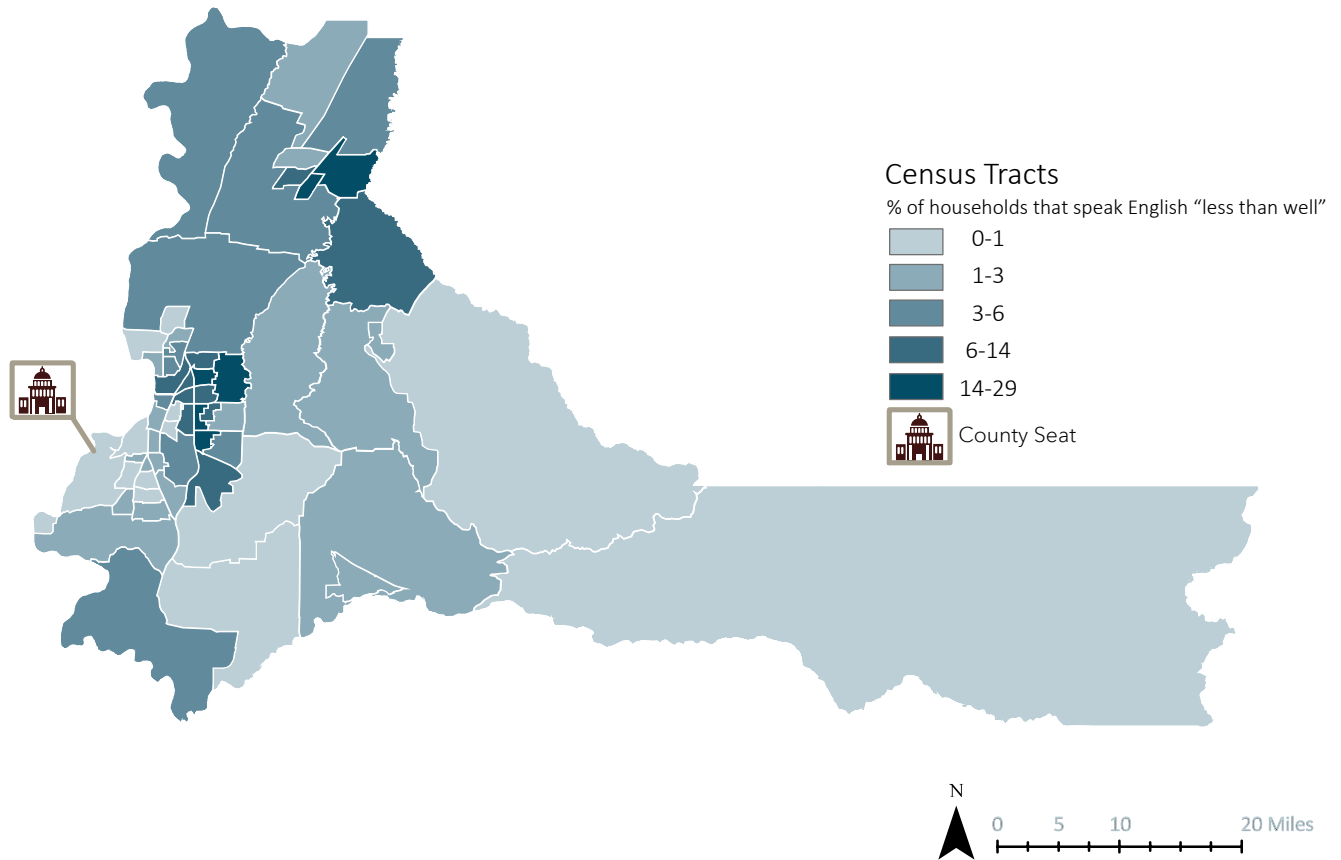 Census Tracts
% of households that speak English “less than well”
0-1
1-3
3-6
6-14
14-29
County Seat
N
0 5 10 20 Miles